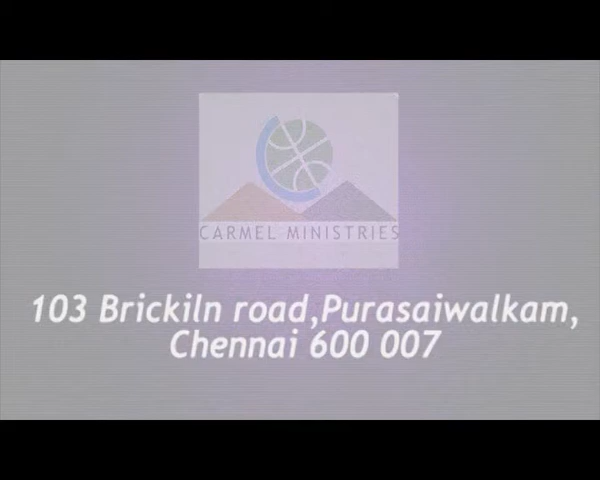 CARMEL MINISTRIES
103 Brickiln road,Purasaiwalkam,
Chennai 600 007